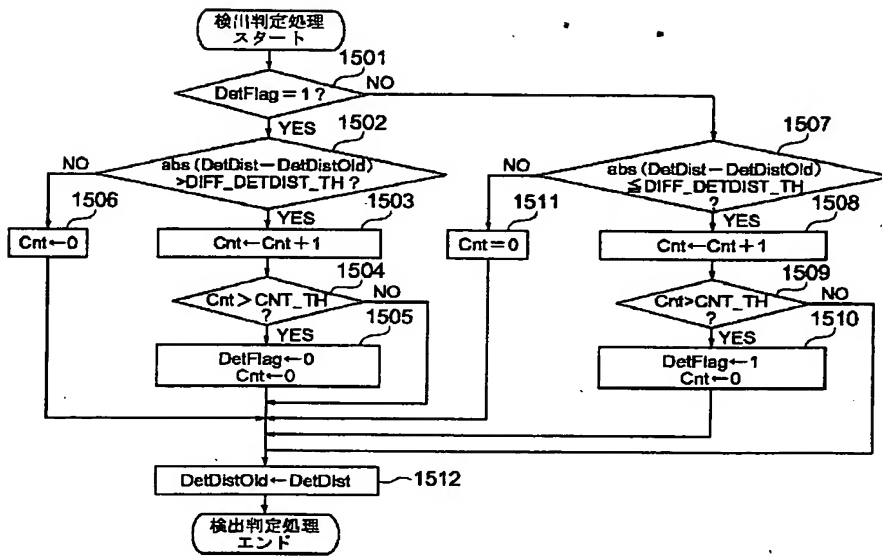 検出判定処理
スタート
1501
DetFlag=1?
NO
YES
1502
abs (DetDist−DetDistOld)
>DIFF_DETDIST_TH?
NO
YES
1506
Cnt←0
1503
Cnt←Cnt+1
1504
Cnt>CNT_TH
?
NO
YES
1505
DetFlag←0
Cnt←0
1507
abs (DetDist−DetDistOld)
≦DIFF_DETDIST_TH
?
NO
YES
1511
Cnt=0
1508
Cnt←Cnt+1
1509
Cnt>CNT_TH
?
NO
YES
1510
DetFlag←1
Cnt←0
DetDistOld←DetDist
1512
検出判定処理
エンド